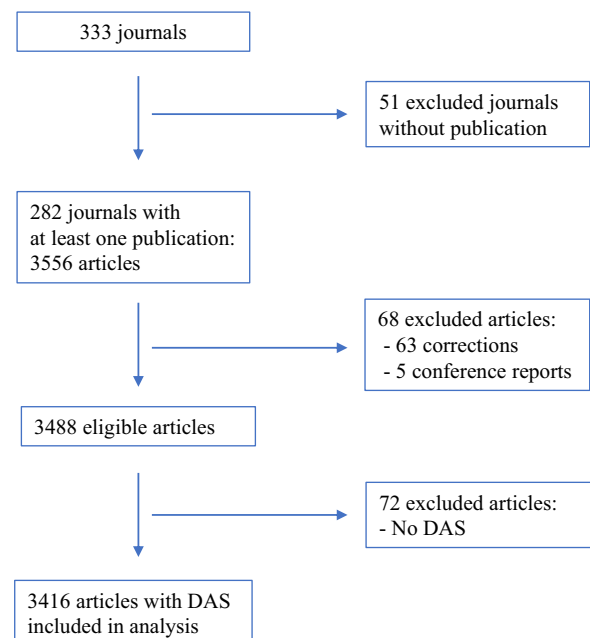 333 journals
51 excluded journals
without publication
282 journals with
at least one publication:
3556 articles
68 excluded articles:
- 63 corrections
- 5 conference reports
3488 eligible articles
72 excluded articles:
- No DAS
3416 articles with DAS
included in analysis